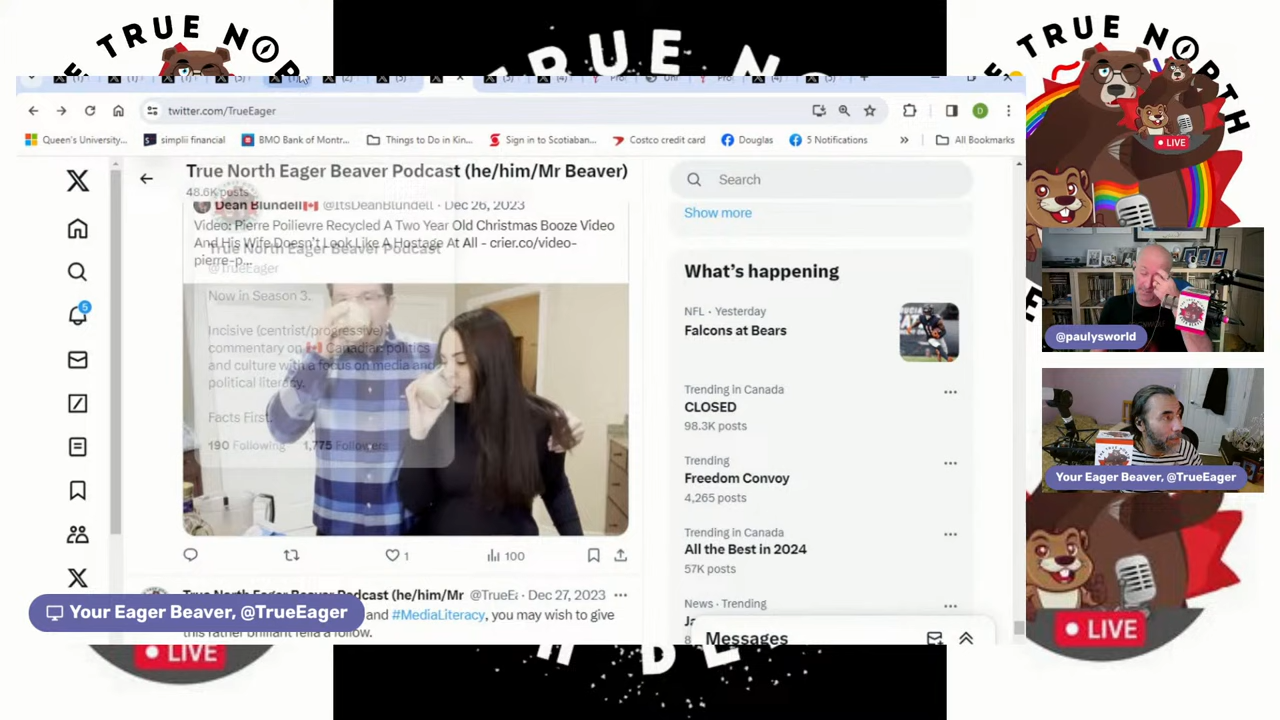 TRUE NORTH
TRUE NO
TRUE NORTH
LIVE
twitter.com/TrueEager
Queen's University...
simplii financial
BMO Bank of Montr...
Things to Do in Kin...
Sign in to Scotiaban...
Costco credit card
Douglas
5 Notifications
»
All Bookmarks
True North Eager Beaver Podcast (he/him/Mr Beaver)
48.6K posts
Dean Blundell🇨🇦 @ItsDeanBlundell · Dec 26, 2023
Video: Pierre Poilievre Recycled A Two Year Old Christmas Booze Video
And His Wife Doesn't Look Like A Hostage At All - crier.co/video-
pierre-p...
True North Eager Beaver Podcast
@TrueEager
Now in Season 3.
Incisive (centrist/progressive)
commentary on 🇨🇦 Canadian politics
and culture with a focus on media and
political literacy.
Facts First.
190 Following 1,775 Followers
1
100
True North Eager Beaver Podcast (he/him/Mr @TrueEa · Dec 27, 2023
and #MediaLiteracy, you may wish to give
this rather brilliant fella a follow.
5
Search
Show more
What's happening
NFL · Yesterday
Falcons at Bears
Trending in Canada
CLOSED
98.3K posts
Trending
Freedom Convoy
4,265 posts
Trending in Canada
All the Best in 2024
57K posts
News · Trending
Messages
@paulysworld
Your Eager Beaver, @TrueEager
Your Eager Beaver, @TrueEager
LIVE
LIVE